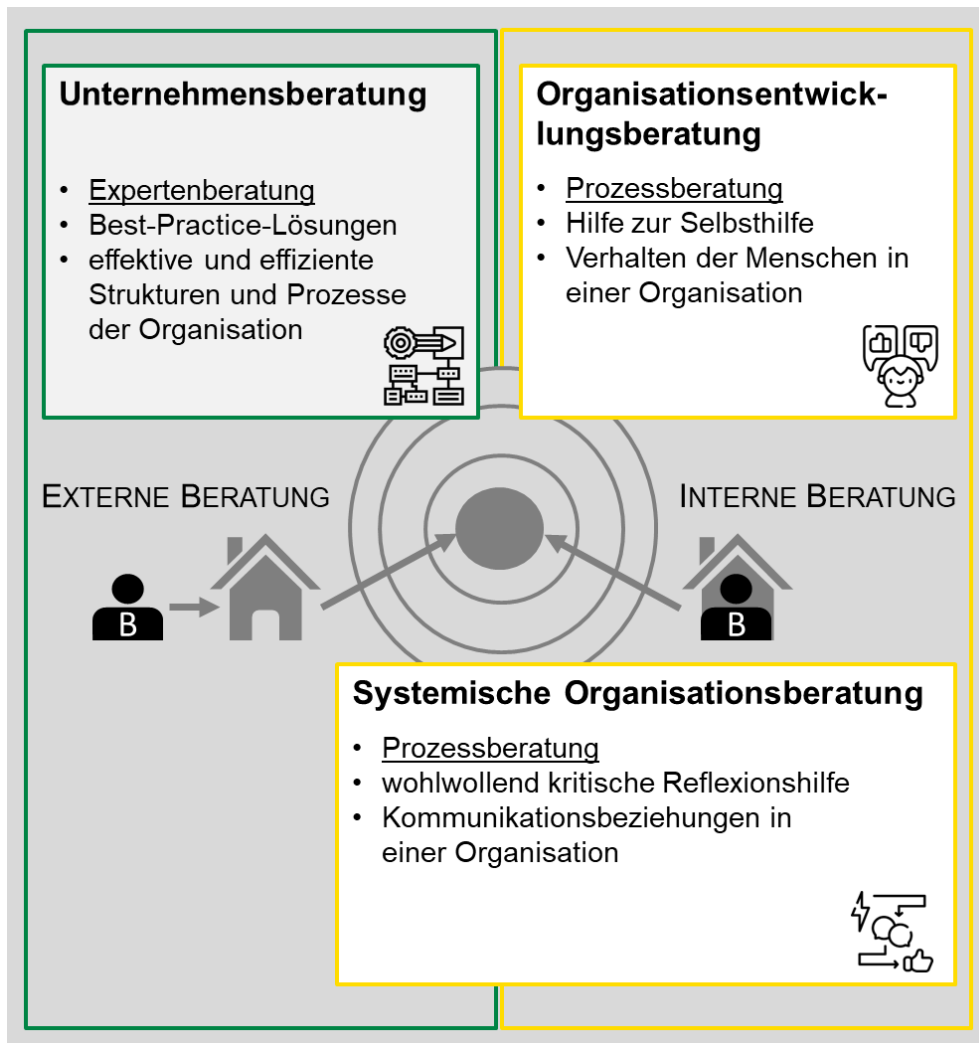 Unternehmensberatung
• Expertenberatung
• Best-Practice-Lösungen
• effektive und effiziente
Strukturen und Prozesse
der Organisation
Organisationsentwick-
lungsberatung
• Prozessberatung
• Hilfe zur Selbsthilfe
• Verhalten der Menschen in
einer Organisation
EXTERNE BERATUNG
INTERNE BERATUNG
B
B
Systemische Organisationsberatung
• Prozessberatung
• wohlwollend kritische Reflexionshilfe
• Kommunikationsbeziehungen in
einer Organisation